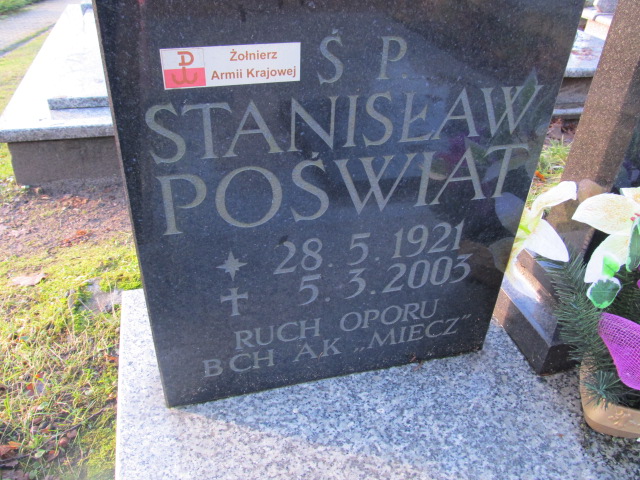 Żołnierz
Armii Krajowej
Ś P.
STANISŁAW
POŚWIAT
28. 5. 1921
5. 3. 2003
RUCH OPORU
BCH AK „MIECZ"